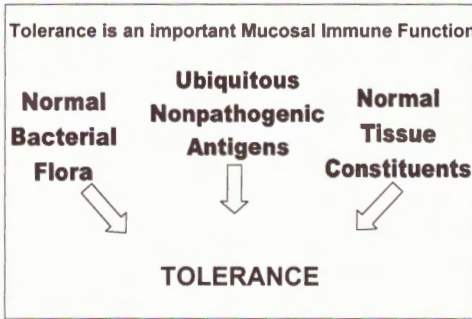 Tolerance is an important Mucosal Immune Function
Normal
Bacterial
Flora
Ubiquitous
Nonpathogenic
Antigens
Normal
Tissue
Constituents
TOLERANCE